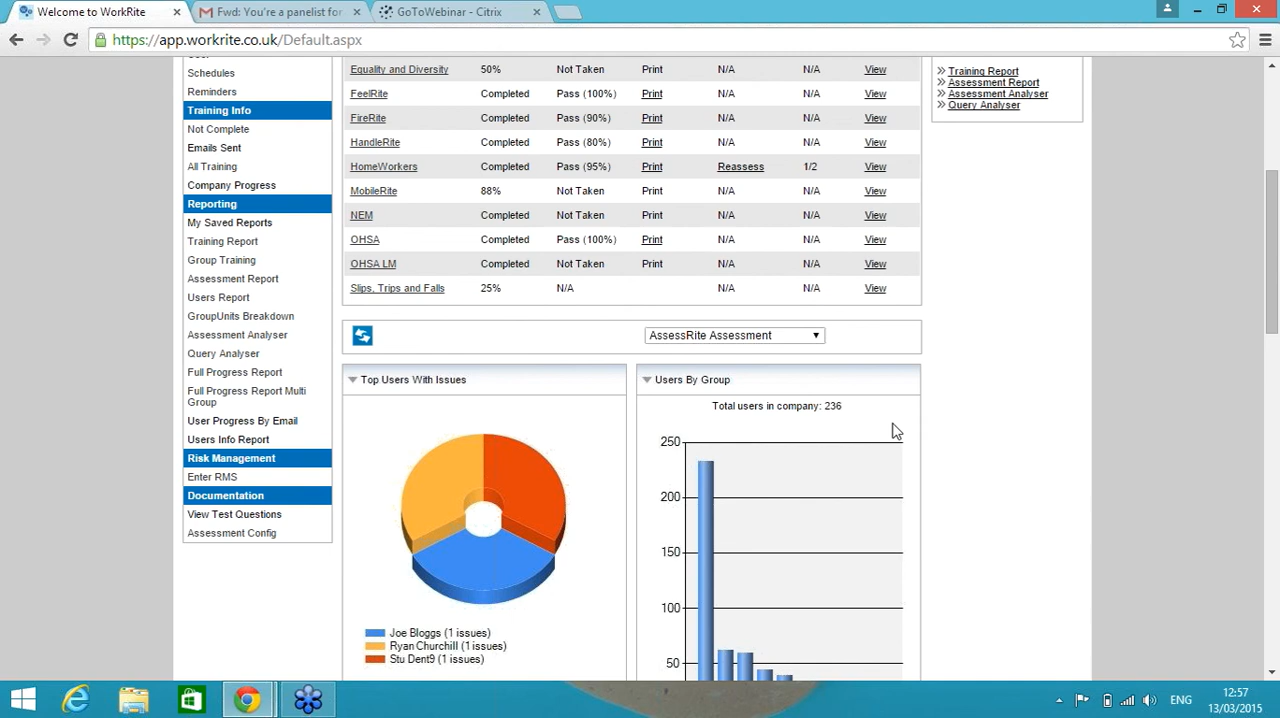 Welcome to WorkRite
Fwd: You're a panelist for
GoToWebinar - Citrix
https://app.workrite.co.uk/Default.aspx
Schedules
Reminders
Training Info
Not Complete
Emails Sent
All Training
Company Progress
Reporting
My Saved Reports
Training Report
Group Training
Assessment Report
Users Report
GroupUnits Breakdown
Assessment Analyser
Query Analyser
Full Progress Report
Full Progress Report Multi
Group
User Progress By Email
Users Info Report
Risk Management
Enter RMS
Documentation
View Test Questions
Assessment Config
Equality and Diversity 50% Not Taken Print N/A N/A View
FeelRite Completed Pass (100%) Print N/A N/A View
FireRite Completed Pass (90%) Print N/A N/A View
HandleRite Completed Pass (80%) Print N/A N/A View
HomeWorkers Completed Pass (95%) Print Reassess 1/2 View
MobileRite 88% Not Taken Print N/A N/A View
NEM Completed Not Taken Print N/A N/A View
OHSA Completed Pass (100%) Print N/A N/A View
OHSA LM Completed Not Taken Print N/A N/A View
Slips, Trips and Falls 25% N/A N/A N/A View
AssessRite Assessment
Top Users With Issues
Joe Bloggs (1 issues)
Ryan Churchill (1 issues)
Stu Dent9 (1 issues)
Users By Group
Total users in company: 236
250
200
150
100
50
Training Report
Assessment Report
Assessment Analyser
Query Analyser
ENG
12:57
13/03/2015